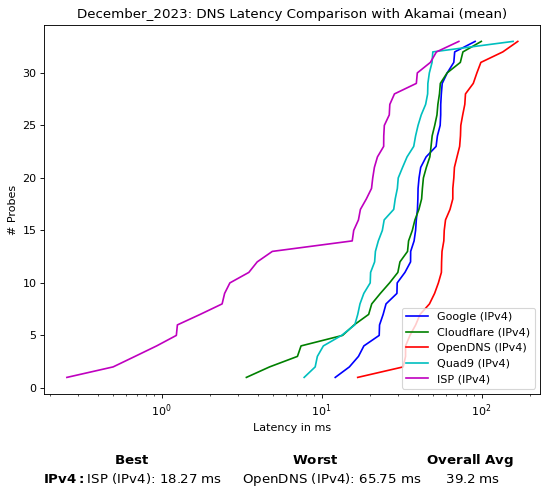 December_2023: DNS Latency Comparison with Akamai (mean)
# Probes
30
25
20
15
10
5
0
Google (IPv4)
Cloudflare (IPv4)
OpenDNS (IPv4)
Quad9 (IPv4)
ISP (IPv4)
10⁰ 10¹ 10²
Latency in ms
Best Worst Overall Avg
IPv4: ISP (IPv4): 18.27 ms OpenDNS (IPv4): 65.75 ms 39.2 ms